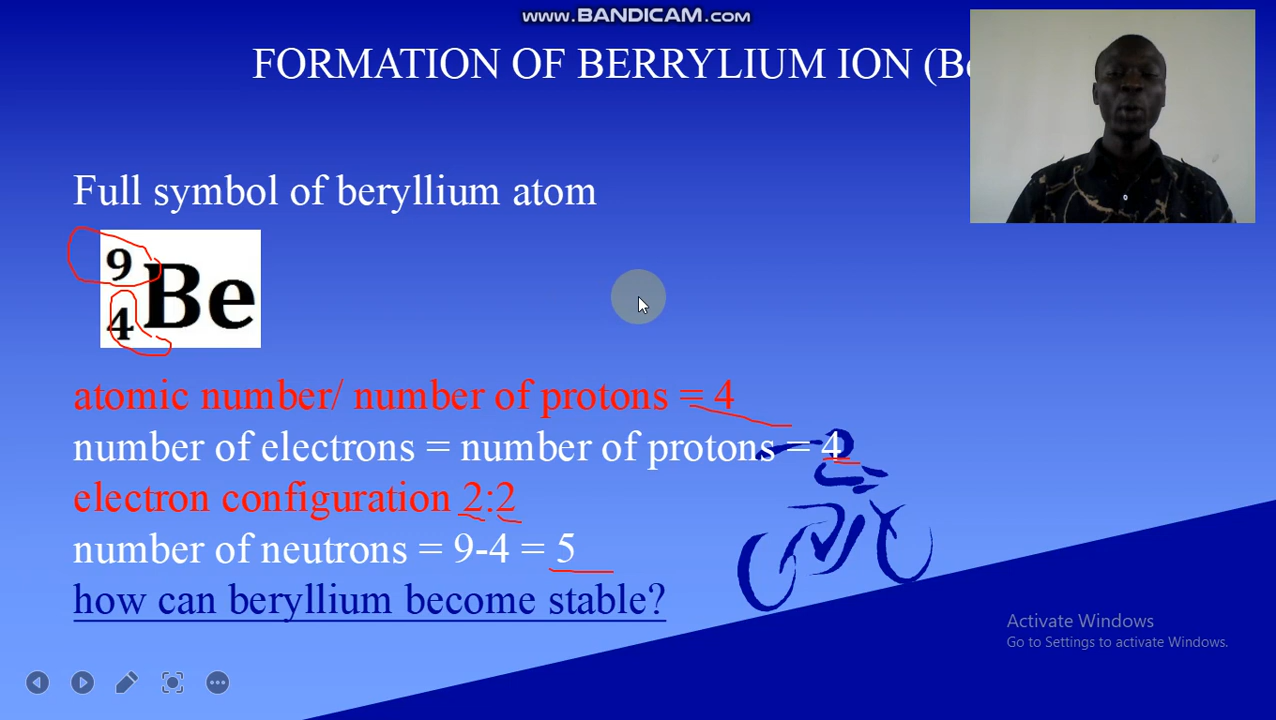 www.BANDICAM.com
FORMATION OF BERRYLIUM ION (Be
Full symbol of beryllium atom
9
4 Be
atomic number/ number of protons = 4
number of electrons = number of protons = 4
electron configuration 2:2
number of neutrons = 9-4 = 5
how can beryllium become stable?
Activate Windows
Go to Settings to activate Windows.